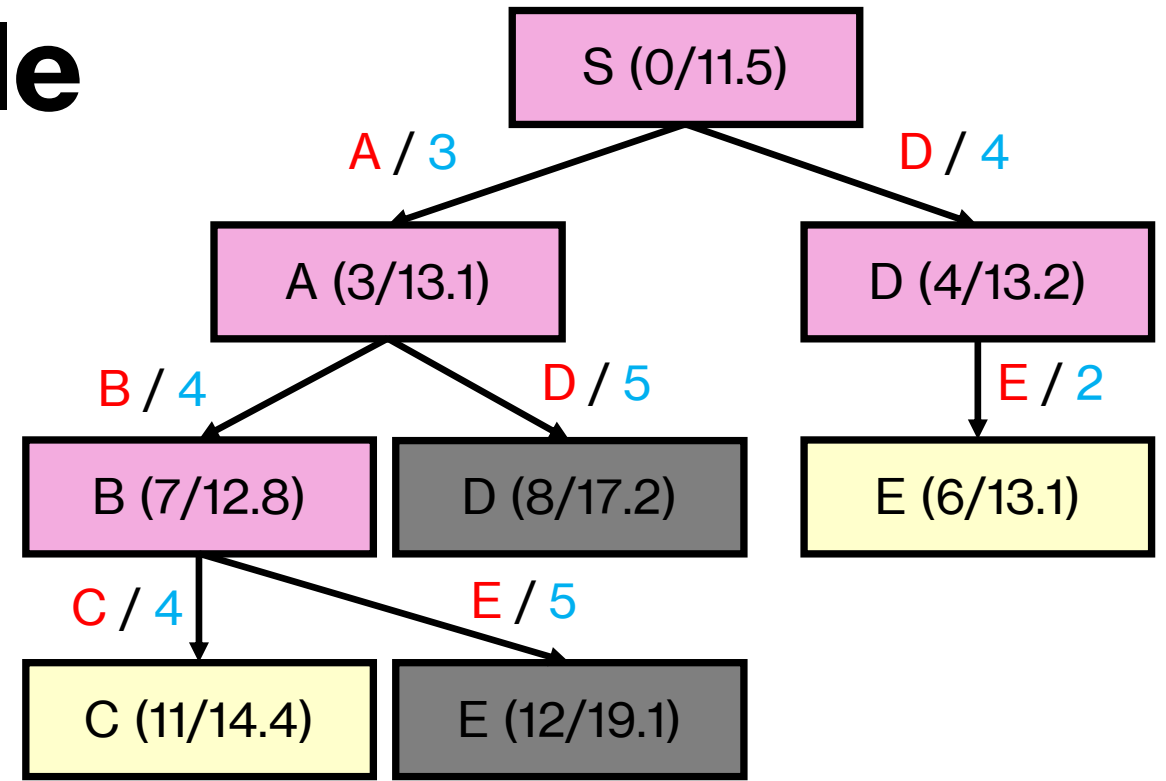 le
S (0/11.5)
A / 3
D / 4
A (3/13.1)
D (4/13.2)
B / 4
D / 5
E / 2
B (7/12.8)
D (8/17.2)
E (6/13.1)
C / 4
E / 5
C (11/14.4)
E (12/19.1)